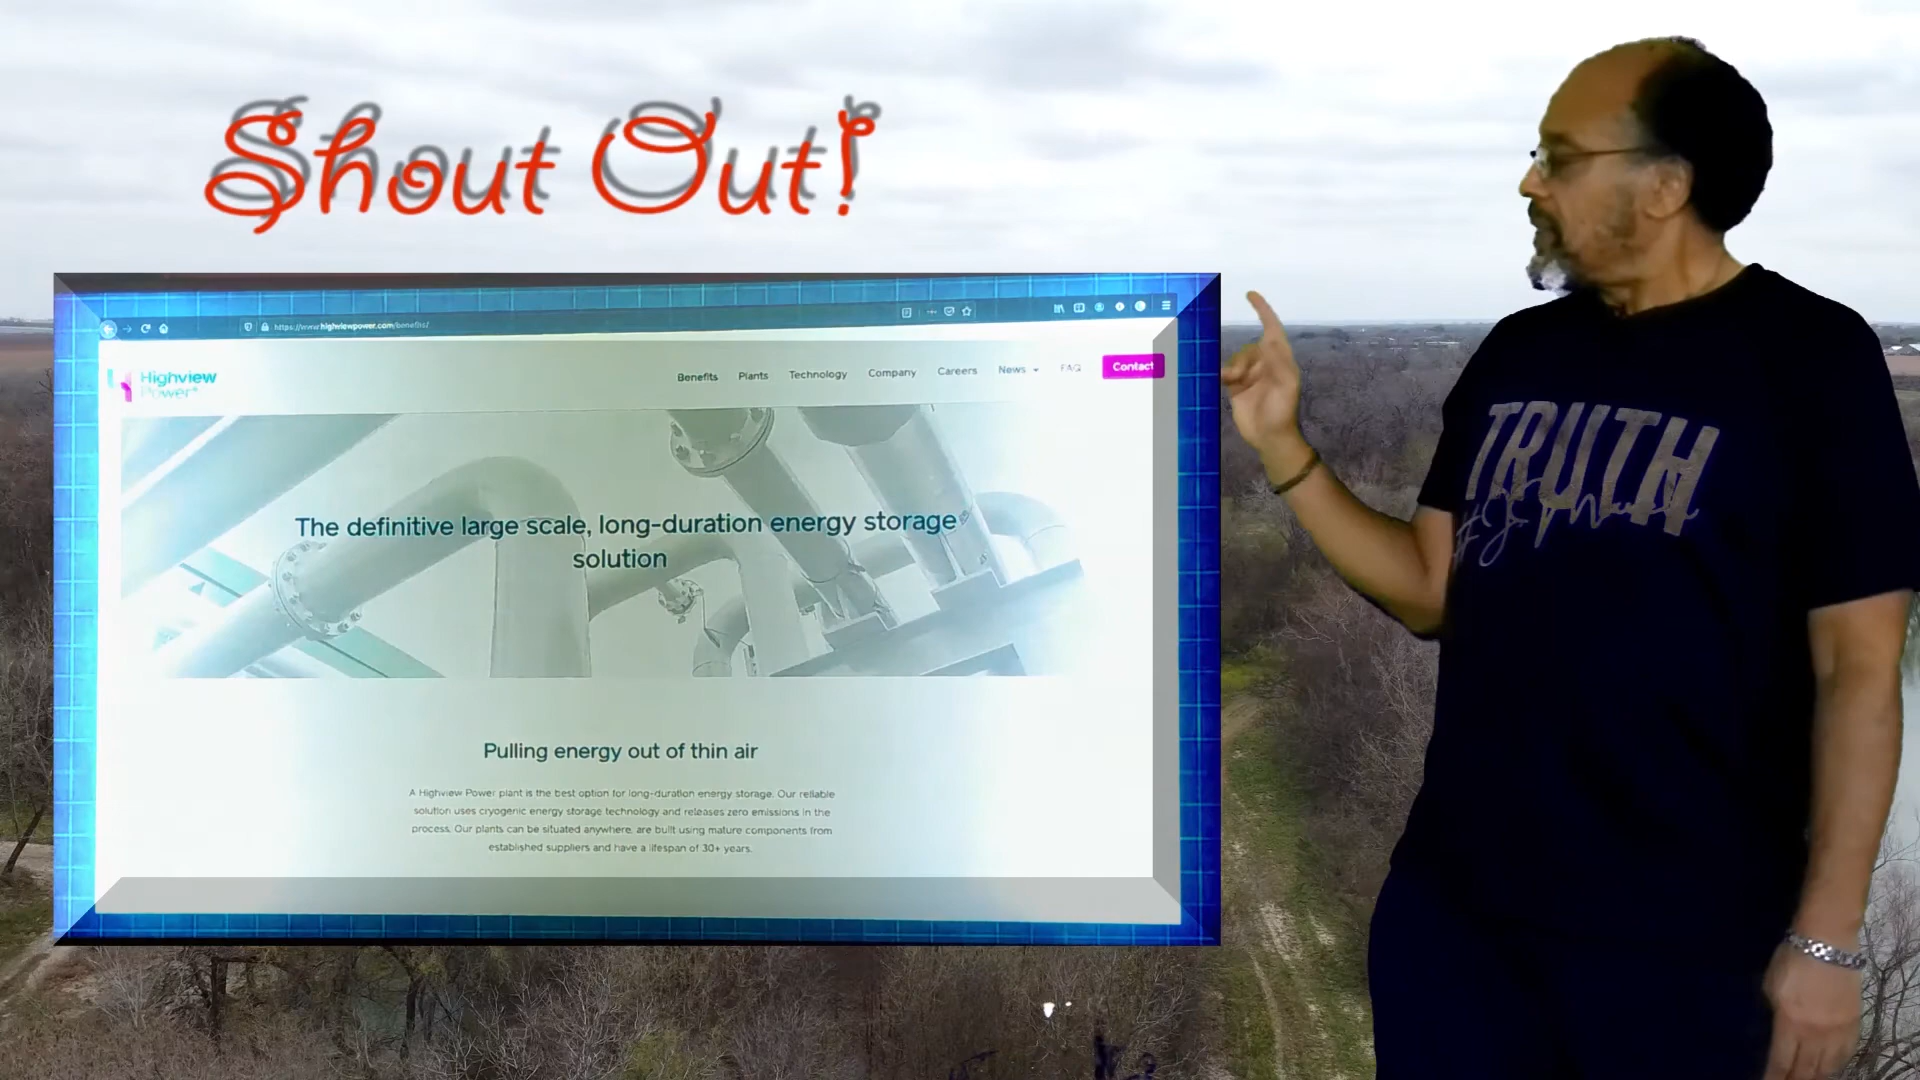 Shout Out!
https://www.highviewpower.com/benefits/
Highview
Power
Benefits
Plants
Technology
Company
Careers
News
FAQ
Contact
The definitive large scale, long-duration energy storage
solution
Pulling energy out of thin air
A Highview Power plant is the best option for long-duration energy storage. Our reliable
solution uses cryogenic energy storage technology and releases zero emissions in the
process. Our plants can be situated anywhere, are built using mature components from
established suppliers and have a lifespan of 30+ years.
TRUTH